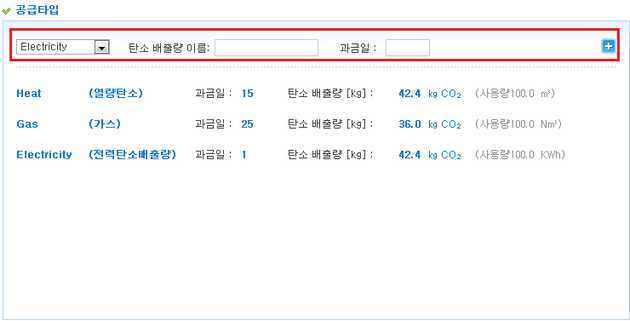 공급타입
Electricity 탄소 배출량 이름: 과금일 :
Heat (열량탄소) 과금일 : 15 탄소 배출량 [kg] : 42.4 kg CO₂ (사용량100.0 m³)
Gas (가스) 과금일 : 25 탄소 배출량 [kg] : 36.0 kg CO₂ (사용량100.0 Nm³)
Electricity (전력탄소배출량) 과금일 : 1 탄소 배출량 [kg] : 42.4 kg CO₂ (사용량100.0 KWh)